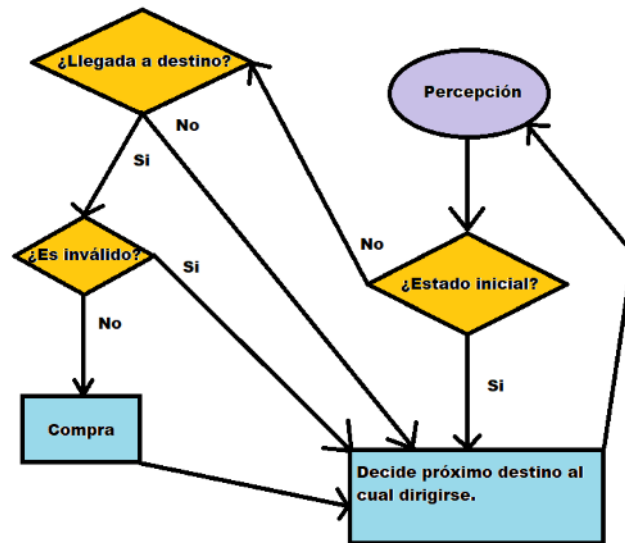 ¿Llegada a destino?
Percepción
No
Si
No
¿Es inválido?
Si
¿Estado inicial?
No
Si
Compra
Decide próximo destino al
cual dirigirse.